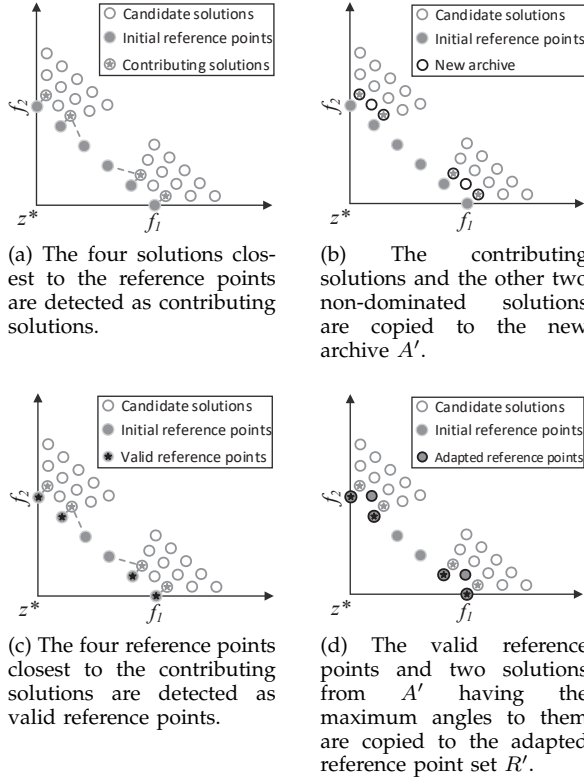 Candidate solutions
Initial reference points
Contributing solutions
f2
z*
f1
Candidate solutions
Initial reference points
New archive
f2
z*
f1
(a) The four solutions clos-
est to the reference points
are detected as contributing
solutions.
(b) The contributing
solutions and the other two
non-dominated solutions
are copied to the new
archive A′.
Candidate solutions
Initial reference points
Valid reference points
f2
z*
f1
Candidate solutions
Initial reference points
Adapted reference points
f2
z*
f1
(c) The four reference points
closest to the contributing
solutions are detected as
valid reference points.
(d) The valid reference
points and two solutions
from A′ having the
maximum angles to them
are copied to the adapted
reference point set R′.